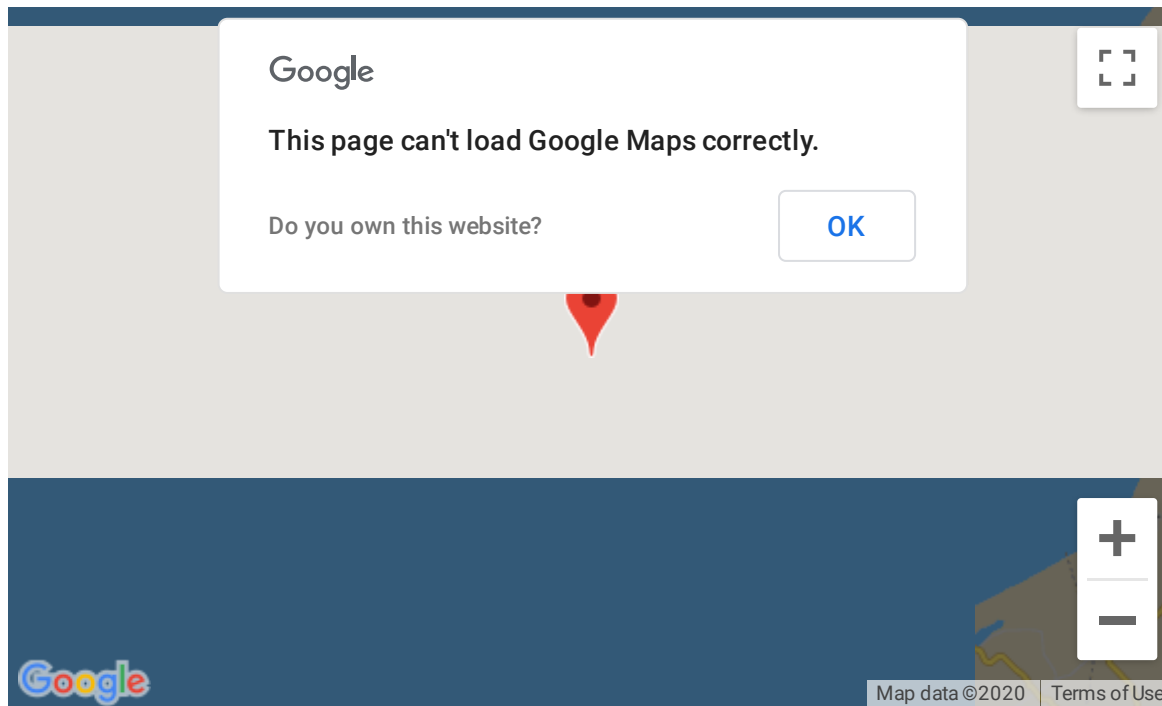 Google
This page can't load Google Maps correctly.
Do you own this website?
OK
Google
Map data ©2020
Terms of Use